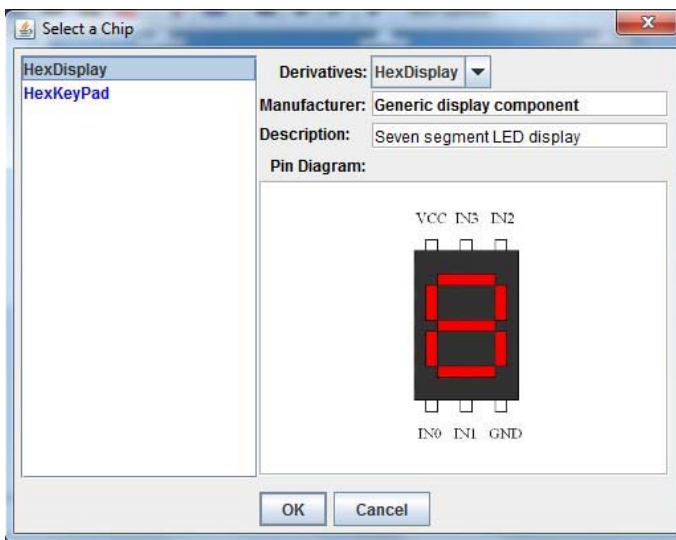 Select a Chip
HexDisplay
HexKeyPad
Derivatives: HexDisplay
Manufacturer: Generic display component
Description: Seven segment LED display
Pin Diagram:
VCC IN3 IN2
IN0 IN1 GND
OK Cancel